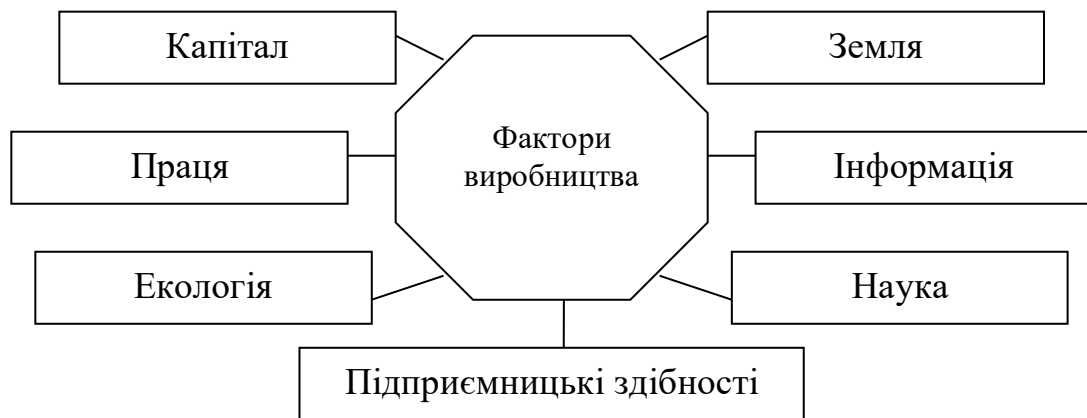 Капітал
Земля
Фактори
виробництва
Праця
Інформація
Екологія
Наука
Підприємницькі здібності